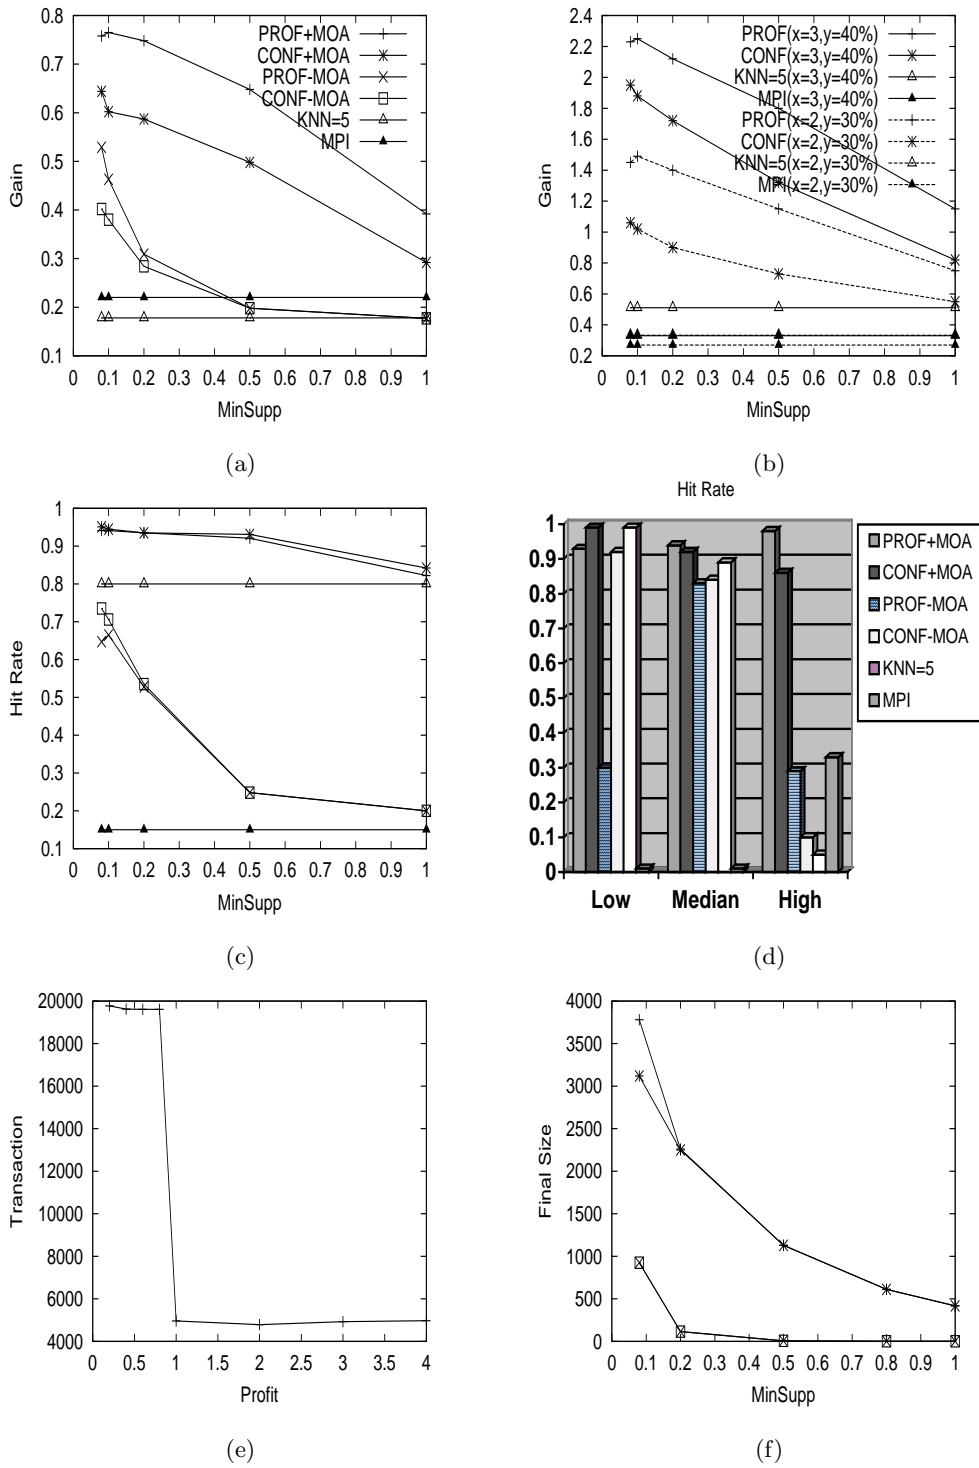 0.8
0.7
0.6
0.5
0.4
0.3
0.2
0.1
Gain
PROF+MOA
CONF+MOA
PROF-MOA
CONF-MOA
KNN=5
MPI
0 0.1 0.2 0.3 0.4 0.5 0.6 0.7 0.8 0.9 1
MinSupp
(a)
2.4
2.2
2
1.8
1.6
1.4
1.2
1
0.8
0.6
0.4
0.2
Gain
PROF(x=3,y=40%)
CONF(x=3,y=40%)
KNN=5(x=3,y=40%)
MPI(x=3,y=40%)
PROF(x=2,y=30%)
CONF(x=2,y=30%)
KNN=5(x=2,y=30%)
MPI(x=2,y=30%)
0 0.1 0.2 0.3 0.4 0.5 0.6 0.7 0.8 0.9 1
MinSupp
(b)
1
0.9
0.8
0.7
0.6
0.5
0.4
0.3
0.2
0.1
Hit Rate
0 0.1 0.2 0.3 0.4 0.5 0.6 0.7 0.8 0.9 1
MinSupp
(c)
Hit Rate
1
0.9
0.8
0.7
0.6
0.5
0.4
0.3
0.2
0.1
0
Low Median High
PROF+MOA
CONF+MOA
PROF-MOA
CONF-MOA
KNN=5
MPI
(d)
20000
18000
16000
14000
12000
10000
8000
6000
4000
Transaction
0 0.5 1 1.5 2 2.5 3 3.5 4
Profit
(e)
4000
3500
3000
2500
2000
1500
1000
500
0
Final Size
0 0.1 0.2 0.3 0.4 0.5 0.6 0.7 0.8 0.9 1
MinSupp
(f)